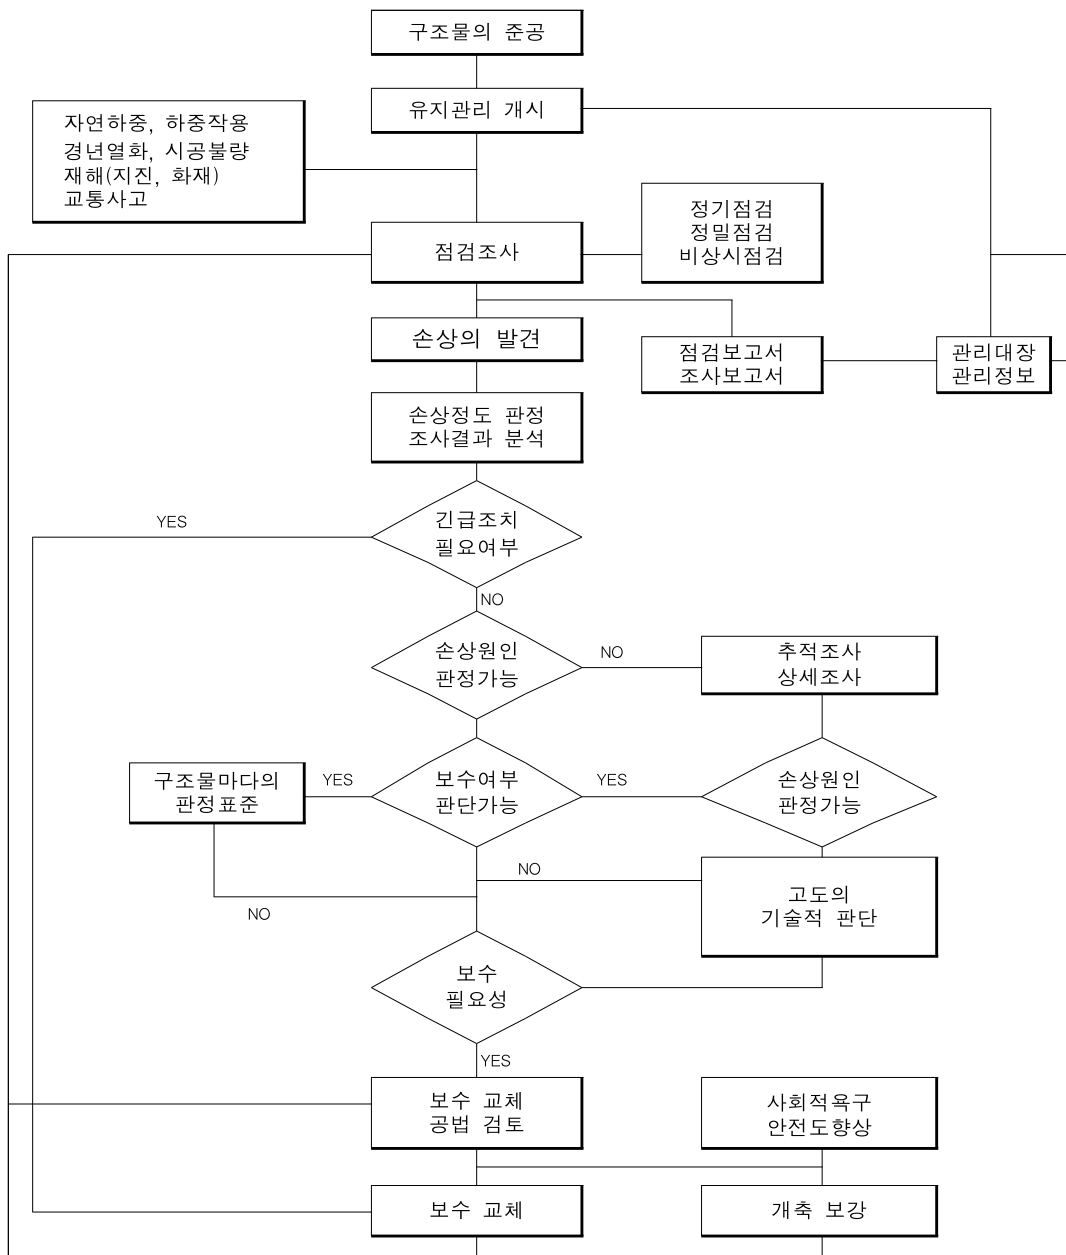 구조물의 준공
유지관리 개시
자연하중, 하중작용
경년열화, 시공불량
재해(지진, 화재)
교통사고
정기점검
정밀점검
비상시점검
점검조사
손상의 발견
점검보고서
조사보고서
관리대장
관리정보
손상정도 판정
조사결과 분석
YES
긴급조치
필요여부
NO
손상원인
판정가능
NO
추적조사
상세조사
구조물마다의
판정표준
YES
보수여부
판단가능
YES
손상원인
판정가능
NO
NO
고도의
기술적 판단
보수
필요성
YES
보수 교체
공법 검토
사회적욕구
안전도향상
보수 교체
개축 보강